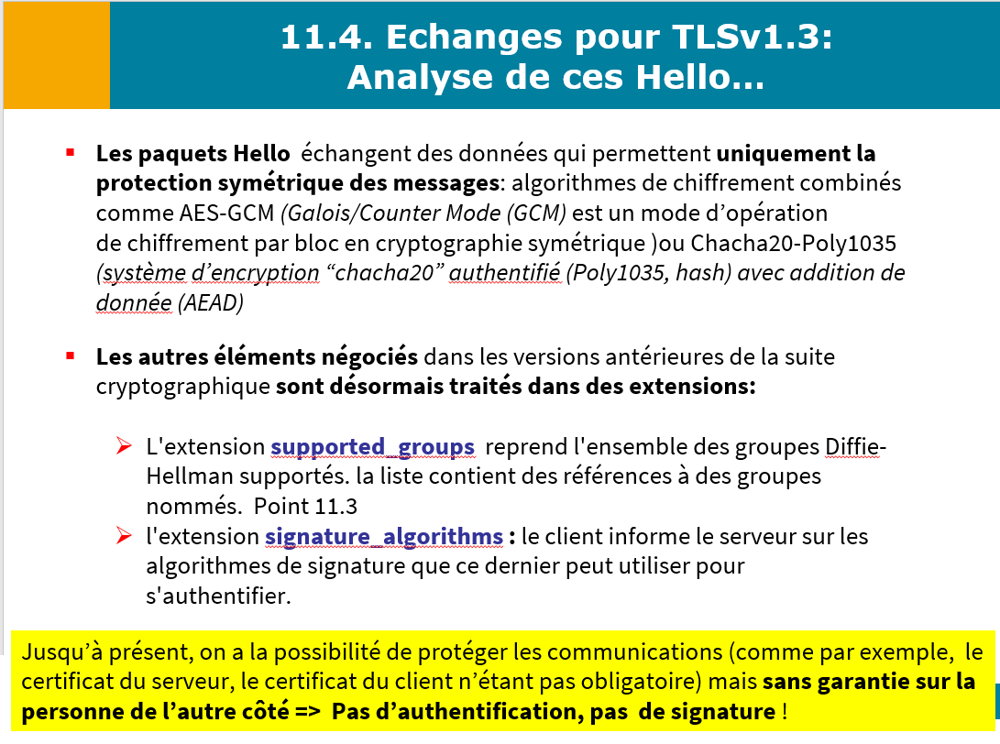 11.4. Echanges pour TLSv1.3:
Analyse de ces Hello...
Les paquets Hello échangent des données qui permettent uniquement la
protection symétrique des messages: algorithmes de chiffrement combinés
comme AES-GCM (Galois/Counter Mode (GCM) est un mode d’opération
de chiffrement par bloc en cryptographie symétrique )ou Chacha20-Poly1035
(système d’encryption “chacha20” authentifié (Poly1035, hash) avec addition de
donnée (AEAD)
Les autres éléments négociés dans les versions antérieures de la suite
cryptographique sont désormais traités dans des extensions:
L'extension supported_groups reprend l'ensemble des groupes Diffie-
Hellman supportés. la liste contient des références à des groupes
nommés. Point 11.3
l'extension signature_algorithms : le client informe le serveur sur les
algorithmes de signature que ce dernier peut utiliser pour
s'authentifier.
Jusqu’à présent, on a la possibilité de protéger les communications (comme par exemple, le
certificat du serveur, le certificat du client n’étant pas obligatoire) mais sans garantie sur la
personne de l’autre côté => Pas d’authentification, pas de signature !